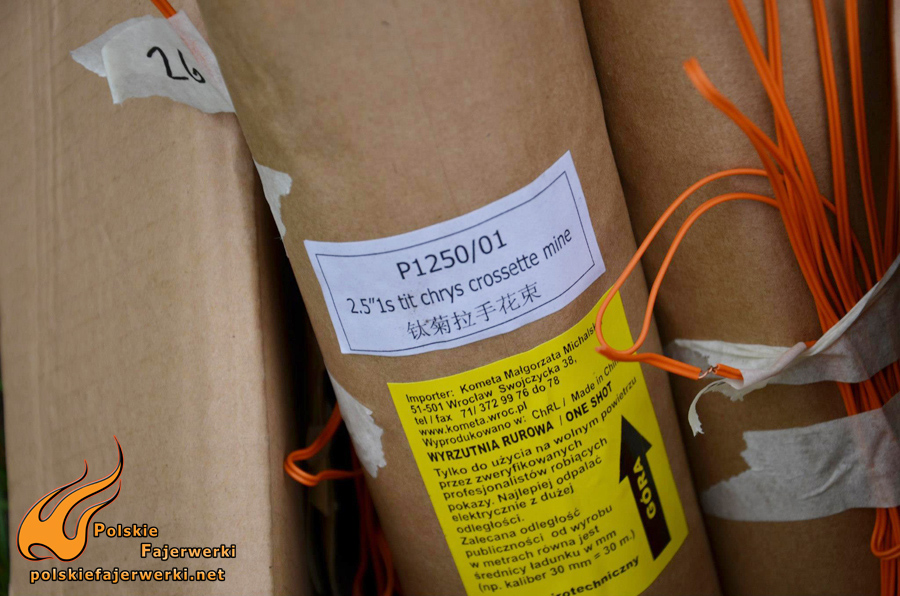 26
P1250/01
2.5"1s tit chrys crossette mine
钛菊拉手花束
Importer: Kometa Małgorzata Michalsk
51-501 Wrocław Swojczycka 38,
tel / fax 71/ 372 99 76 do 78
www.kometa.wroc.pl
Wyprodukowano w: ChRL / Made in Chin
WYRZUTNIA RUROWA / ONE SHOT
Tylko do użycia na wolnym powietrzu
przez zweryfikowanych
profesjonalistów robiących
pokazy. Najlepiej odpalać
elektrycznie z dużej
odległości.
Zalecana odległość
publiczności od wyrobu
w metrach równa jest
średnicy ładunku w mm
(np. kaliber 30 mm = 30 m.)
GÓRA
Polskie
Fajerwerki
polskiefajerwerki.net